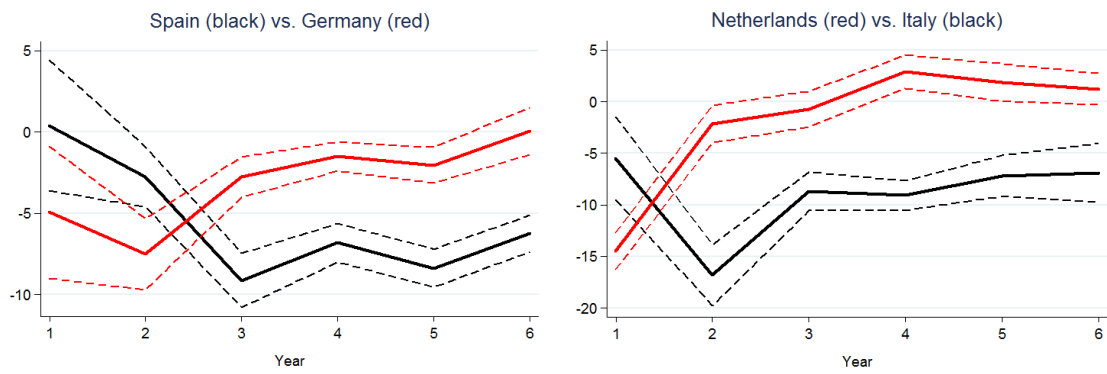 Spain (black) vs. Germany (red)
5
0
-5
-10
1 2 3 4 5 6
Year
Netherlands (red) vs. Italy (black)
5
0
-5
-10
-15
-20
1 2 3 4 5 6
Year